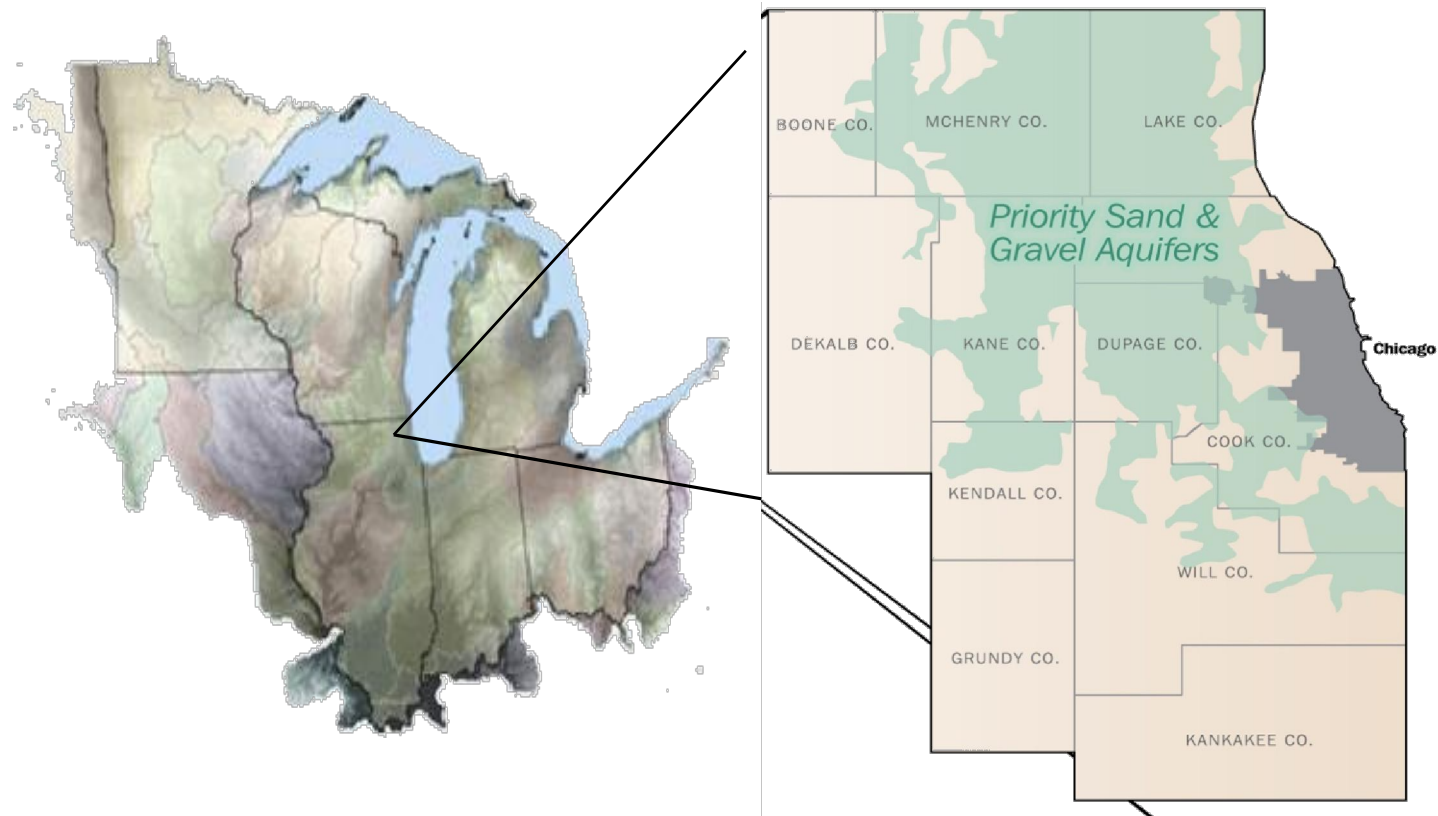 BOONE CO.
MCHENRY CO.
LAKE CO.
Priority Sand &
Gravel Aquifers
DEKALB CO.
KANE CO.
DUPAGE CO.
Chicago
COOK CO.
KENDALL CO.
WILL CO.
GRUNDY CO.
KANKAKEE CO.